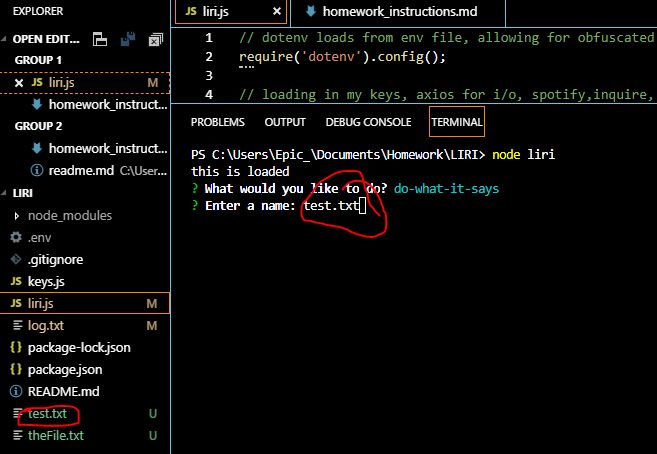 EXPLORER
OPEN EDIT...
GROUP 1
JS liri.js M
homework_instruct...
GROUP 2
homework_instruct...
readme.md C:\User...
LIRI
node_modules
.env
.gitignore
JS keys.js
JS liri.js M
log.txt M
{} package-lock.json
{} package.json
README.md
test.txt U
theFile.txt U
JS liri.js × homework_instructions.md
1 // dotenv loads from env file, allowing for obfuscated
2 require('dotenv').config();
3
4 // loading in my keys, axios for i/o, spotify,inquire,
PROBLEMS OUTPUT DEBUG CONSOLE TERMINAL
PS C:\Users\Epic_\Documents\Homework\LIRI> node liri
this is loaded
? What would you like to do? do-what-it-says
? Enter a name: test.txt